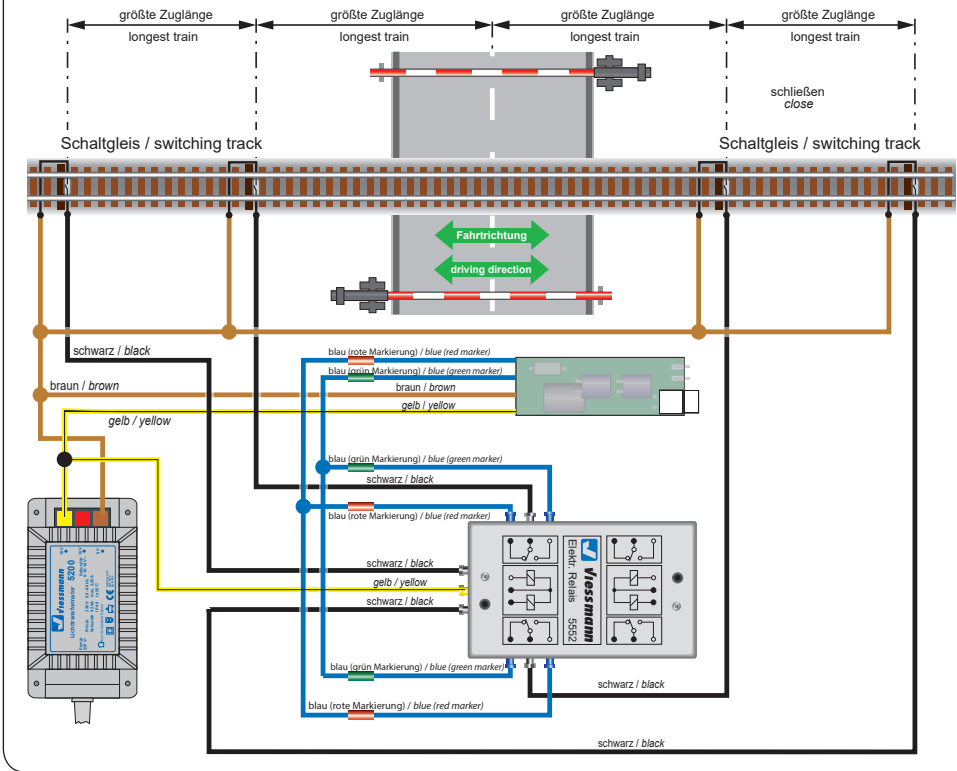 größte Zuglänge
longest train
größte Zuglänge
longest train
größte Zuglänge
longest train
größte Zuglänge
longest train
schließen
close
Schaltgleis / switching track
Schaltgleis / switching track
Fahrtrichtung
driving direction
schwarz / black
blau (rote Markierung) / blue (red marker)
blau (grün Markierung) / blue (green marker)
braun / brown
braun / brown
gelb / yellow
gelb / yellow
blau (grün Markierung) / blue (green marker)
schwarz / black
blau (rote Markierung) / blue (red marker)
schwarz / black
gelb / yellow
schwarz / black
Viessmann
Elektr. Relais 5552
Viessmann
Lichttransformator 5200
blau (grün Markierung) / blue (green marker)
schwarz / black
blau (rote Markierung) / blue (red marker)
schwarz / black